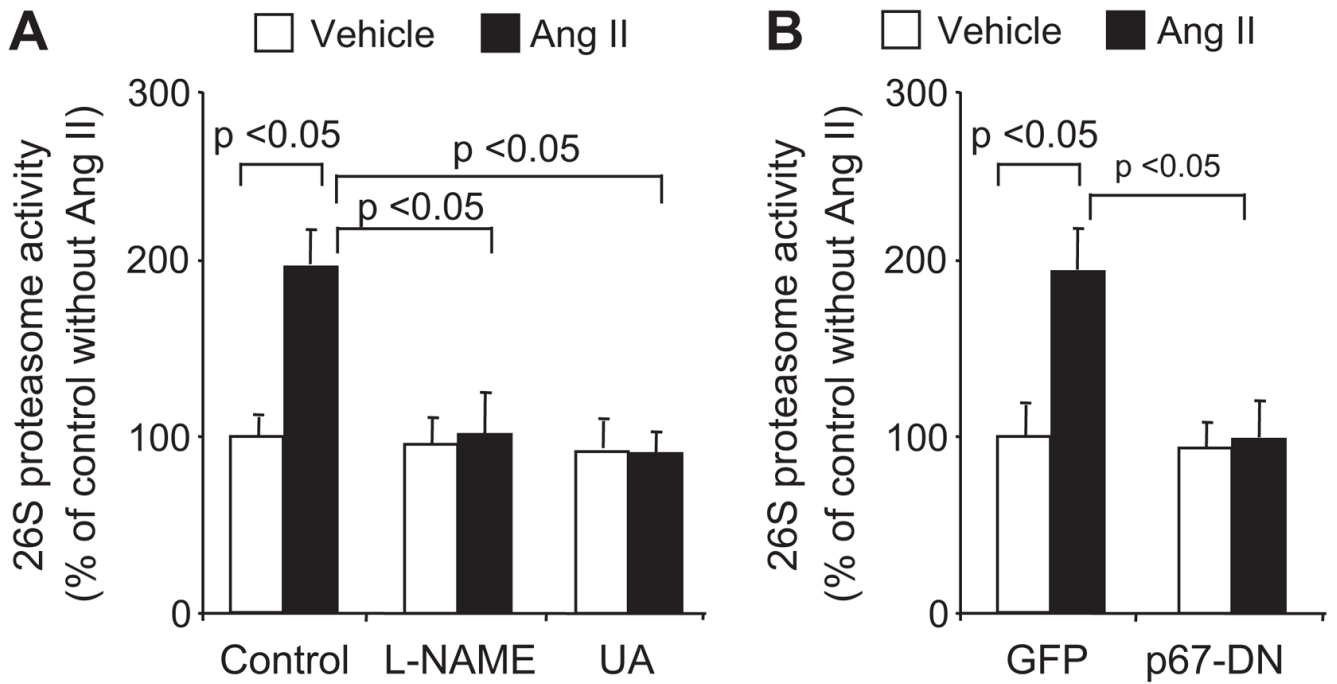 A
Vehicle
Ang II
26S proteasome activity
(% of control without Ang II)
300
200
100
0
p <0.05
p <0.05
p <0.05
Control
L-NAME
UA
B
Vehicle
Ang II
26S proteasome activity
(% of control without Ang II)
300
200
100
0
p <0.05
p <0.05
GFP
p67-DN